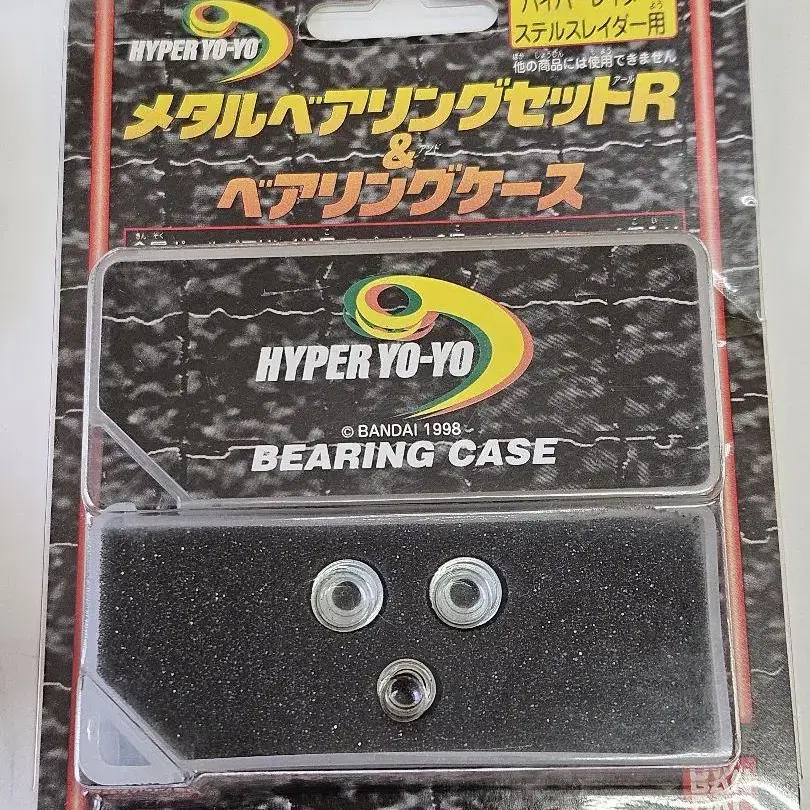 HYPER YO-YO
ステルスレイダー用
他の商品には使用できません
メタルベアリングセットR
&
ベアリングケース
HYPER YO-YO
© BANDAI 1998
BEARING CASE